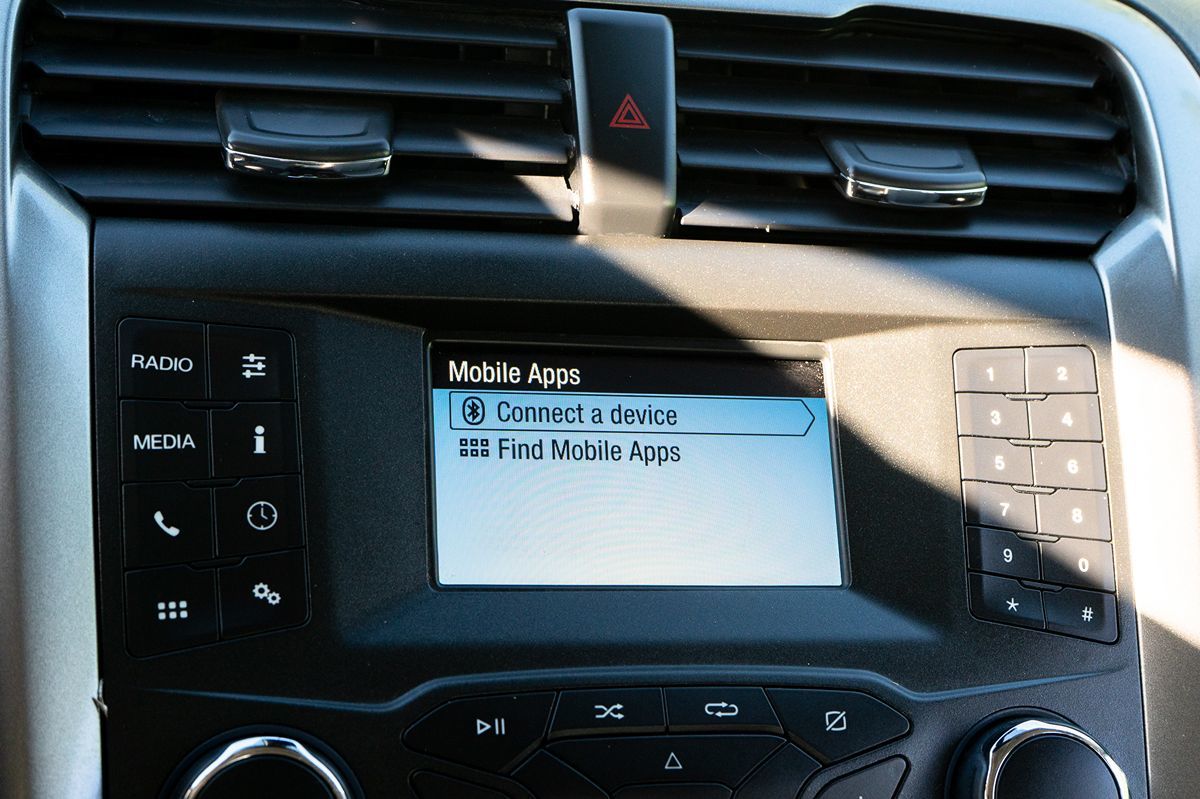 RADIO
MEDIA
Mobile Apps
Connect a device
Find Mobile Apps
1 2
3 4
5 6
7 8
9 0
* #